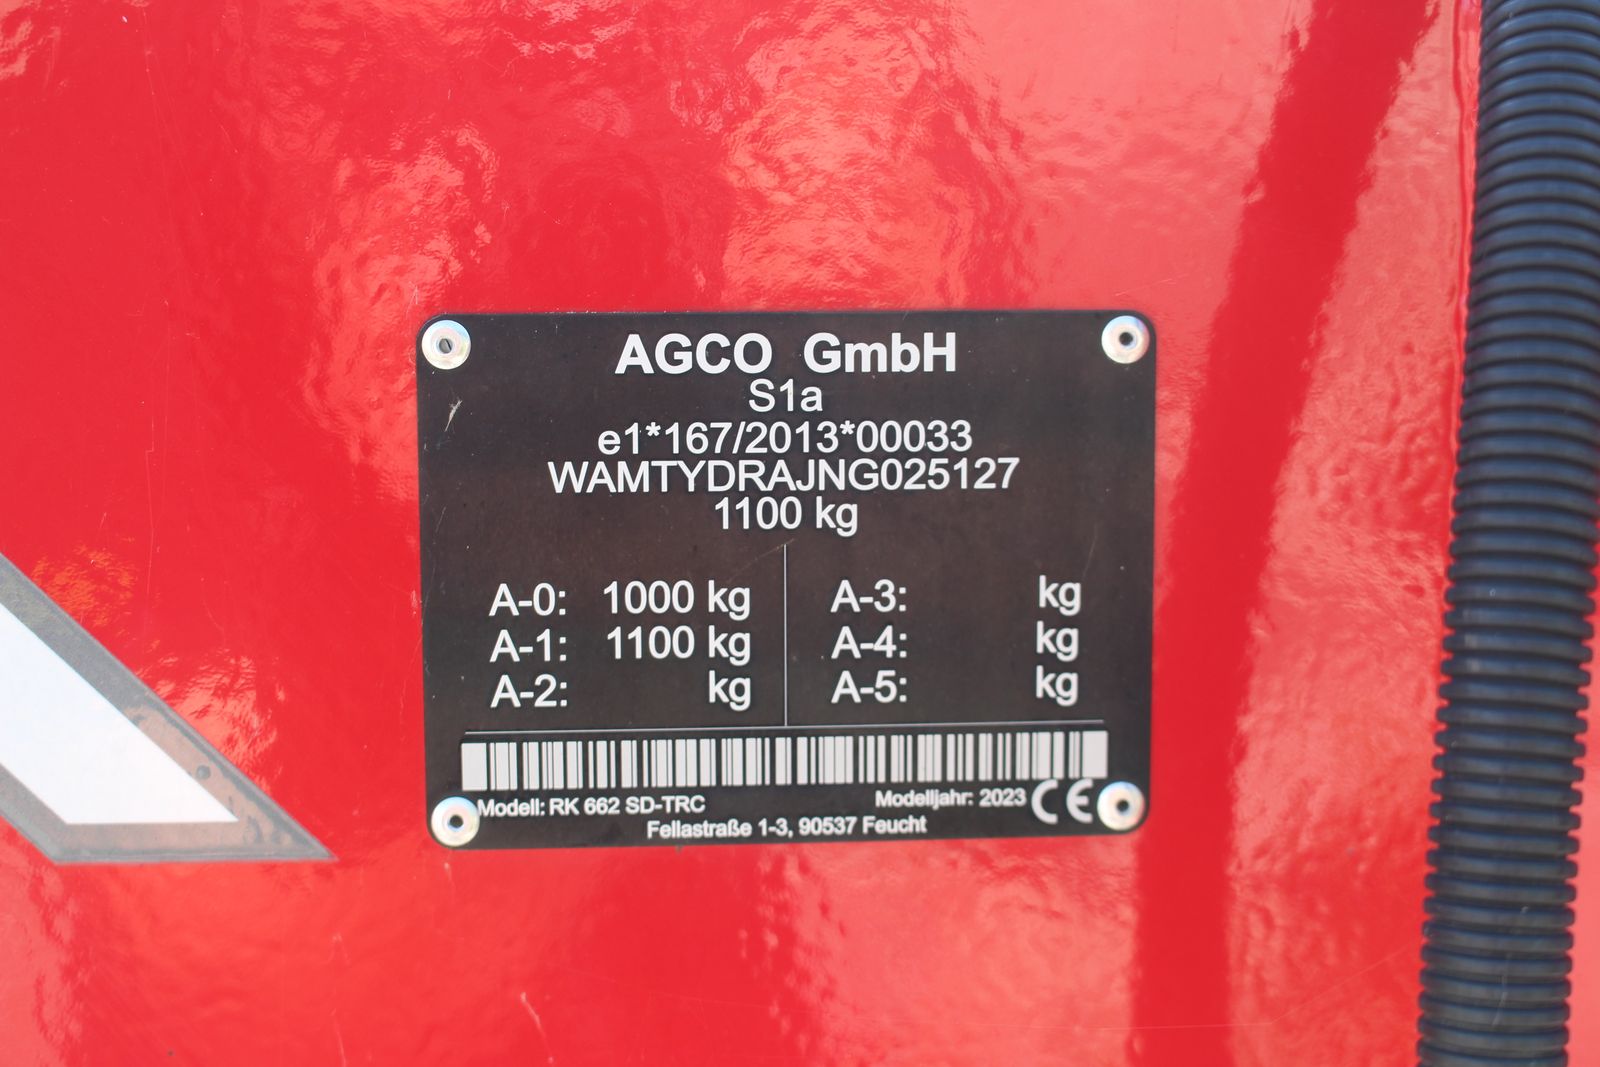 AGCO GmbH
S1a
e1*167/2013*00033
WAMTYDRAJNG025127
1100 kg
A-0: 1000 kg
A-1: 1100 kg
A-2: kg
A-3: kg
A-4: kg
A-5: kg
Modell: RK 662 SD-TRC
Modelljahr: 2023 CE
Fellastraße 1-3, 90537 Feucht